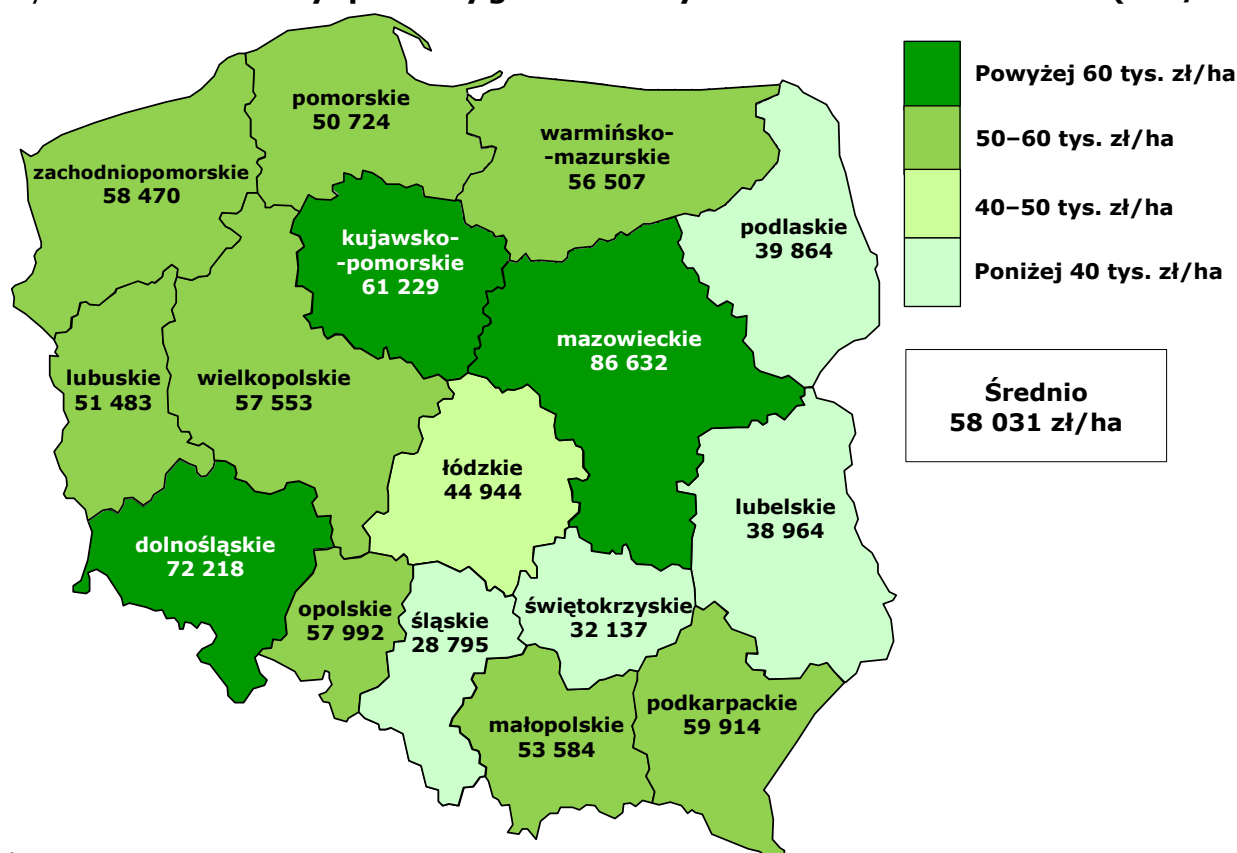 pomorskie
50 724
warmińsko-
-mazurskie
56 507
zachodniopomorskie
58 470
podlaskie
39 864
kujawsko-
-pomorskie
61 229
mazowieckie
86 632
lubuskie
51 483
wielkopolskie
57 553
łódzkie
44 944
lubelskie
38 964
dolnośląskie
72 218
opolskie
57 992
śląskie
28 795
świętokrzyskie
32 137
małopolskie
53 584
podkarpackie
59 914
Powyżej 60 tys. zł/ha
50–60 tys. zł/ha
40–50 tys. zł/ha
Poniżej 40 tys. zł/ha
Średnio
58 031 zł/ha